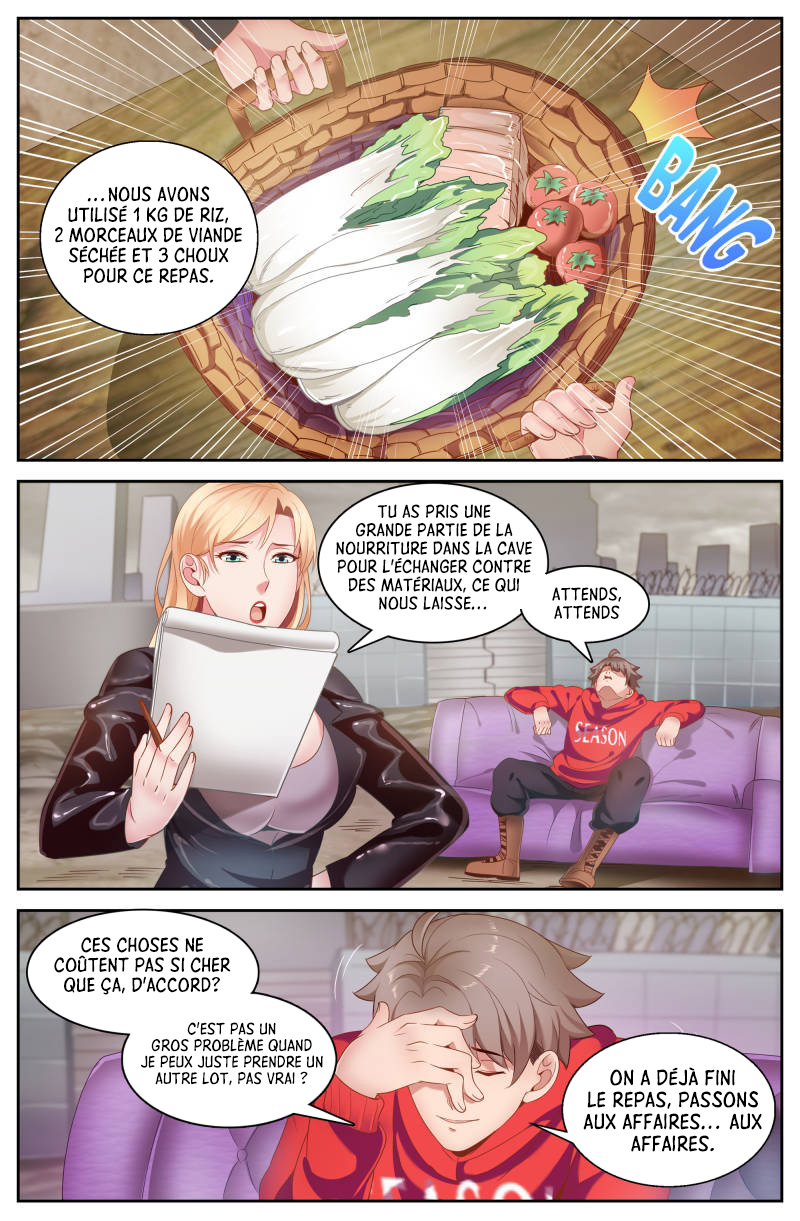 ...NOUS AVONS
UTILISÉ 1 KG DE RIZ,
2 MORCEAUX DE VIANDE
SÉCHÉE ET 3 CHOUX
POUR CE REPAS.
BANG
TU AS PRIS UNE
GRANDE PARTIE DE LA
NOURRITURE DANS LA CAVE
POUR L'ÉCHANGER CONTRE
DES MATÉRIAUX, CE QUI
NOUS LAISSE...
ATTENDS,
ATTENDS
SEASON
CES CHOSES NE
COÛTENT PAS SI CHER
QUE ÇA, D'ACCORD?
C'EST PAS UN
GROS PROBLÈME QUAND
JE PEUX JUSTE PRENDRE UN
AUTRE LOT, PAS VRAI ?
ON A DÉJÀ FINI
LE REPAS, PASSONS
AUX AFFAIRES... AUX
AFFAIRES.
EASON